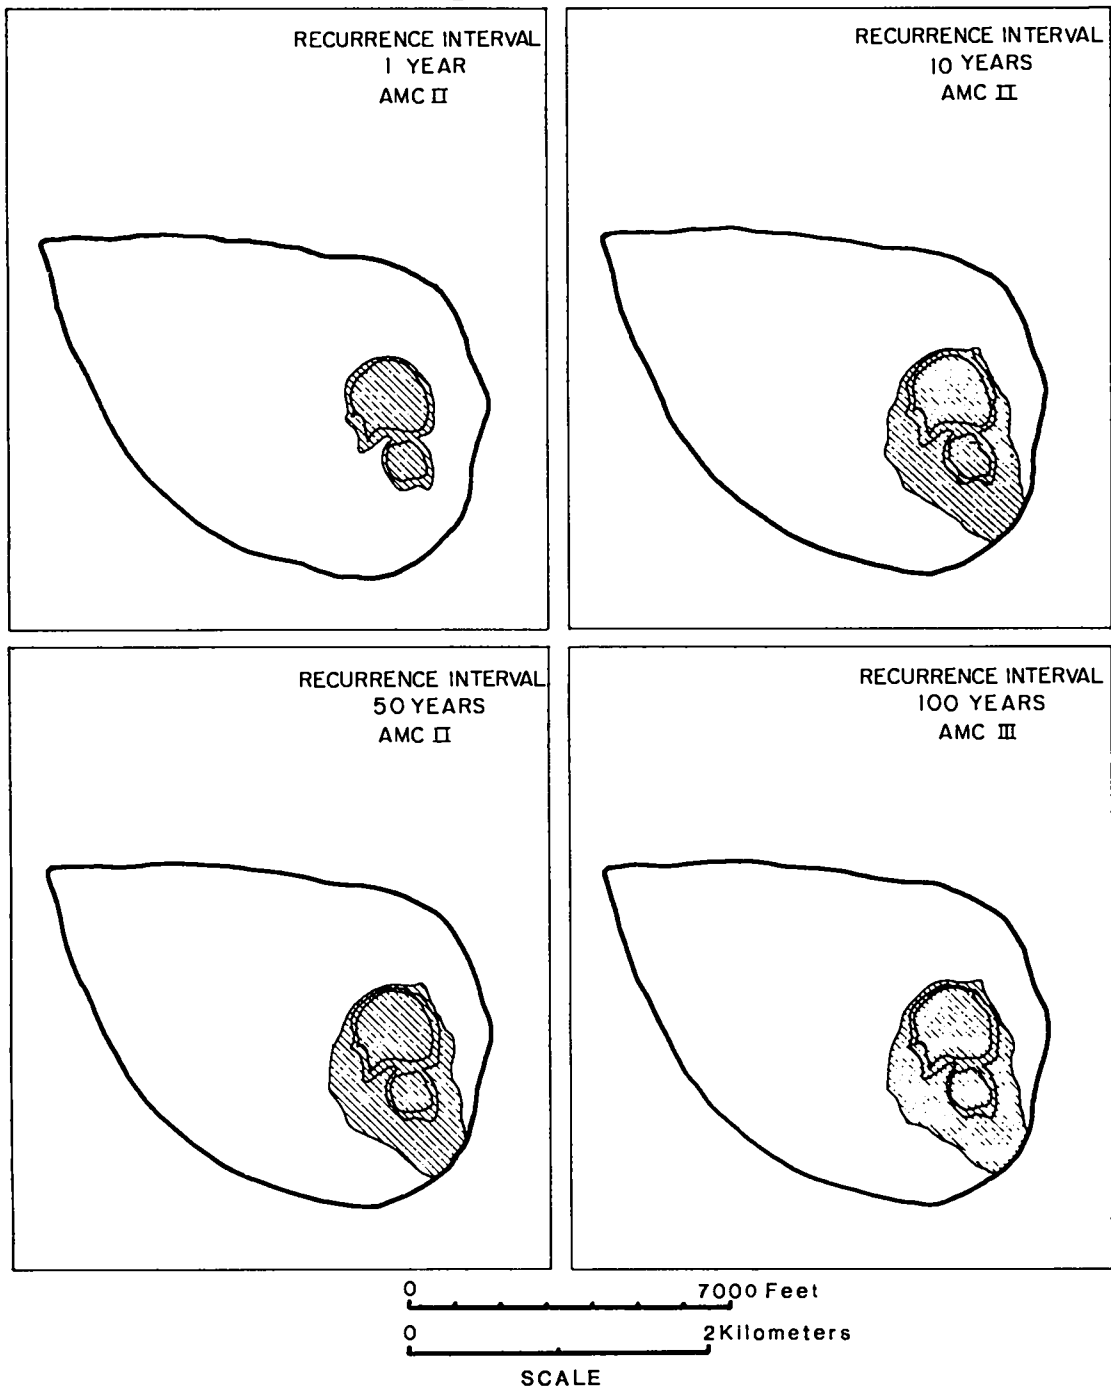 RECURRENCE INTERVAL
1 YEAR
AMC II
RECURRENCE INTERVAL
10 YEARS
AMC II
RECURRENCE INTERVAL
50 YEARS
AMC II
RECURRENCE INTERVAL
100 YEARS
AMC III
0 7000 Feet
0 2 Kilometers
SCALE